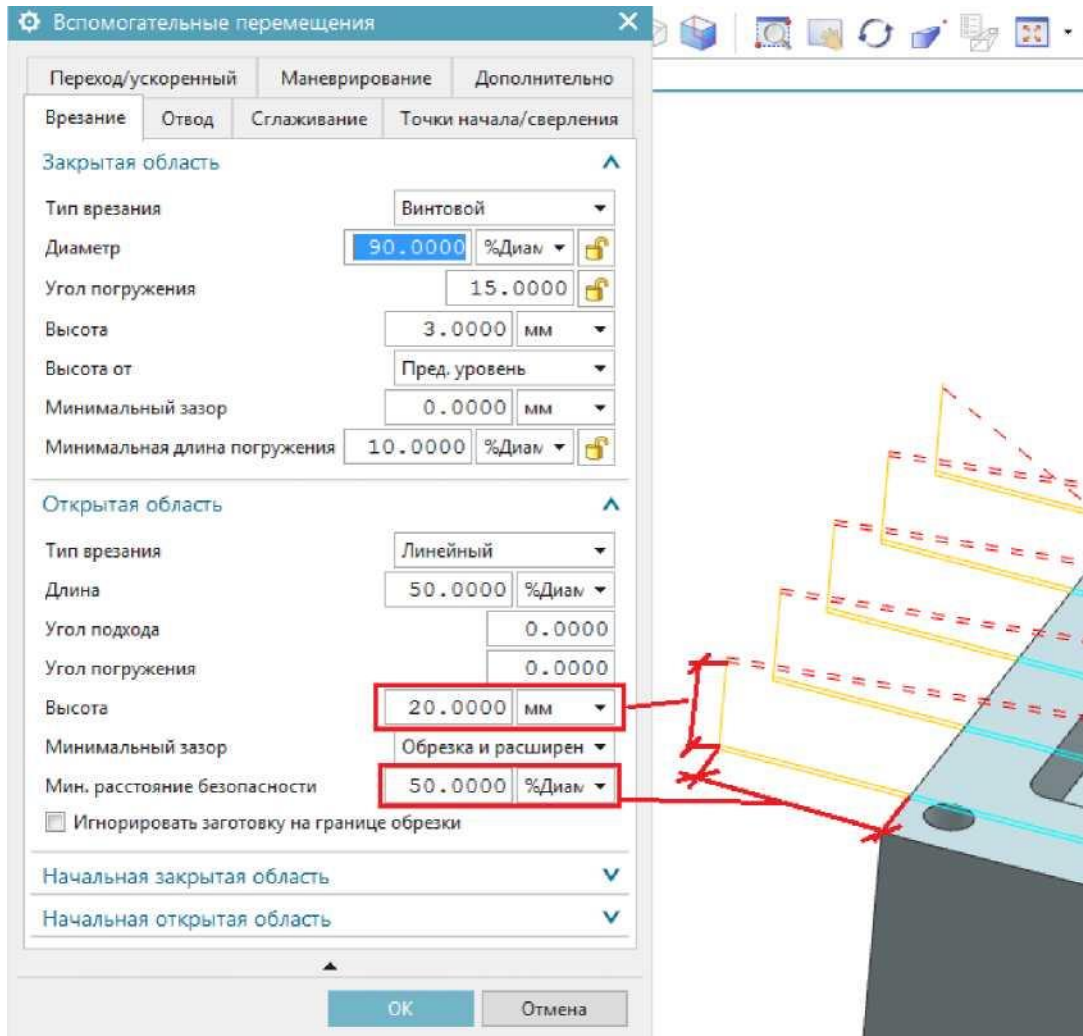 Вспомогательные перемещения
Переход/ускоренный Маневрирование Дополнительно
Врезание Отвод Сглаживание Точки начала/сверления
Закрытая область
Тип врезания Винтовой
Диаметр 90.0000 %Диам
Угол погружения 15.0000
Высота 3.0000 мм
Высота от Пред. уровень
Минимальный зазор 0.0000 мм
Минимальная длина погружения 10.0000 %Диам
Открытая область
Тип врезания Линейный
Длина 50.0000 %Диам
Угол подхода 0.0000
Угол погружения 0.0000
Высота 20.0000 мм
Минимальный зазор Обрезка и расширен
Мин. расстояние безопасности 50.0000 %Диам
Игнорировать заготовку на границе обрезки
Начальная закрытая область
Начальная открытая область
ОК Отмена